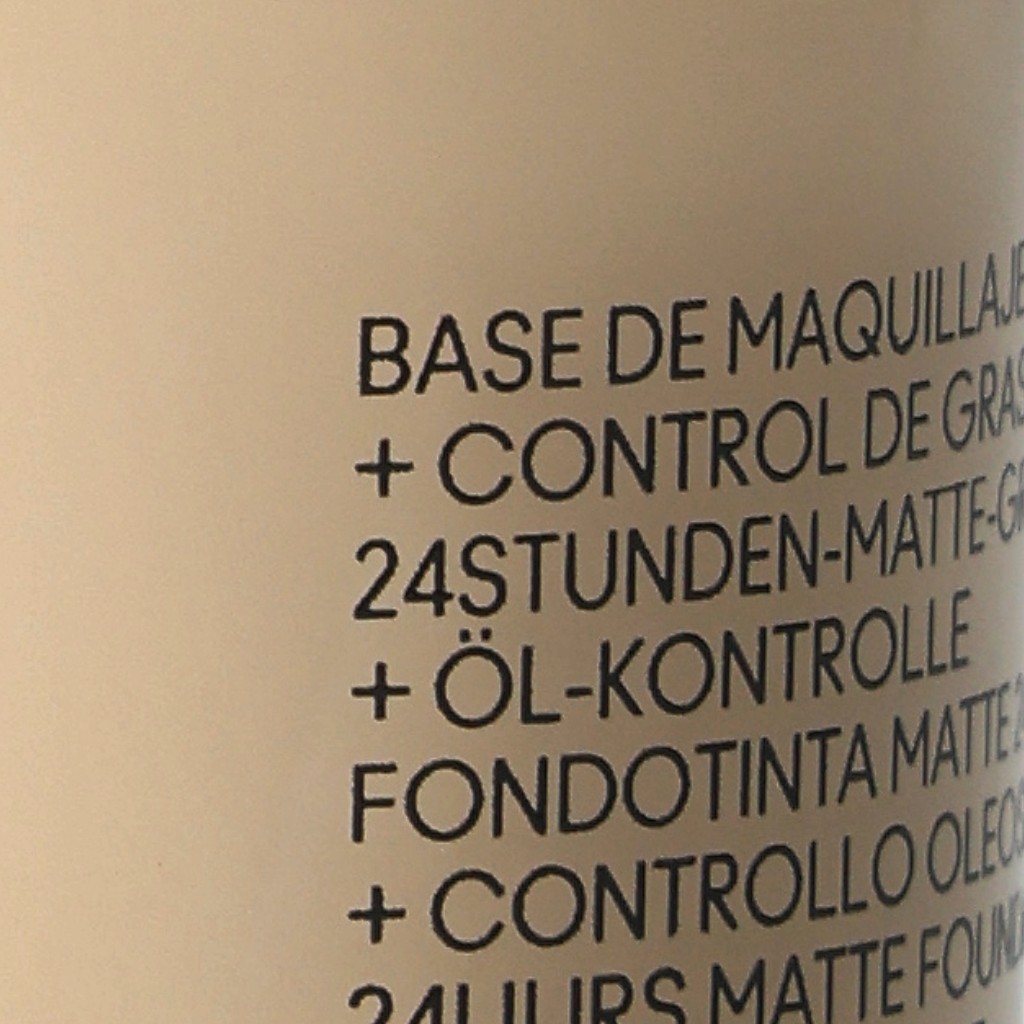 BASE DE MAQUILLAJE
+ CONTROL DE
24STUNDEN-MATTE-
+ ÖL-KONTROLLE
FONDOTINTA MATTE
+ CONTROLLO
24UURS MATTE